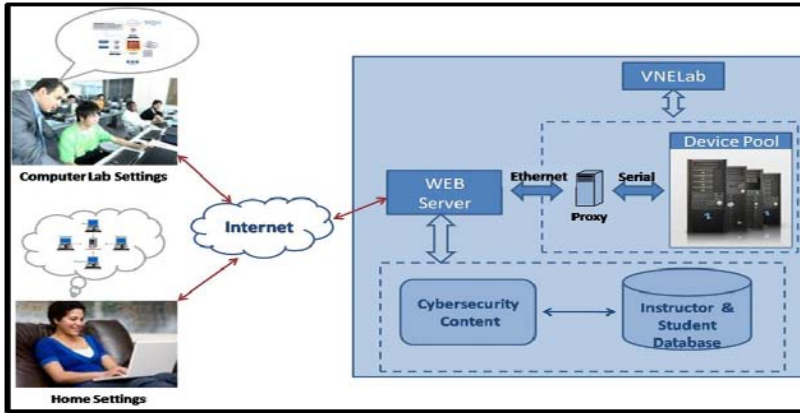 Computer Lab Settings
Home Settings
Internet
VNELab
Device Pool
WEB
Server
Ethernet
Proxy
Serial
Cybersecurity
Content
Instructor &
Student
Database